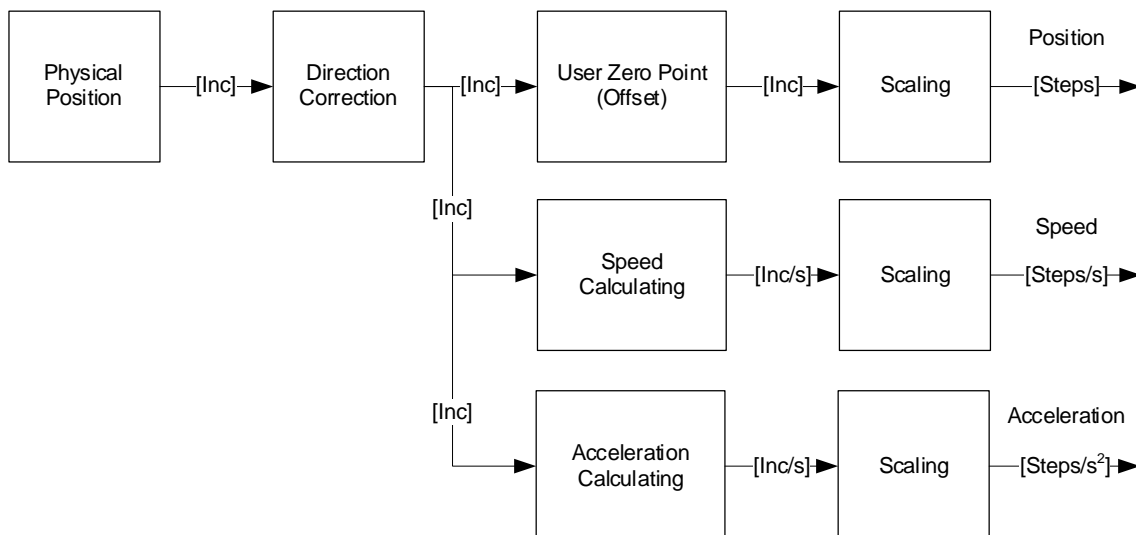 Physical
Position
[Inc]
Direction
Correction
[Inc]
User Zero Point
(Offset)
[Inc]
Scaling
Position
[Steps]
[Inc]
Speed
Calculating
[Inc/s]
Scaling
Speed
[Steps/s]
[Inc]
Acceleration
Calculating
[Inc/s]
Scaling
Acceleration
[Steps/s²]